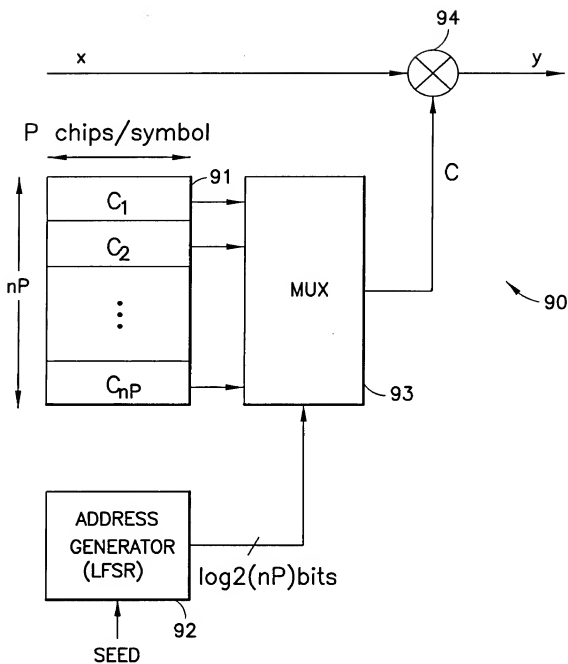 94
x
y
P chips/symbol
91
C
C1
C2
nP
MUX
90
CnP
93
ADDRESS
GENERATOR
(LFSR)
log2(nP)bits
92
SEED